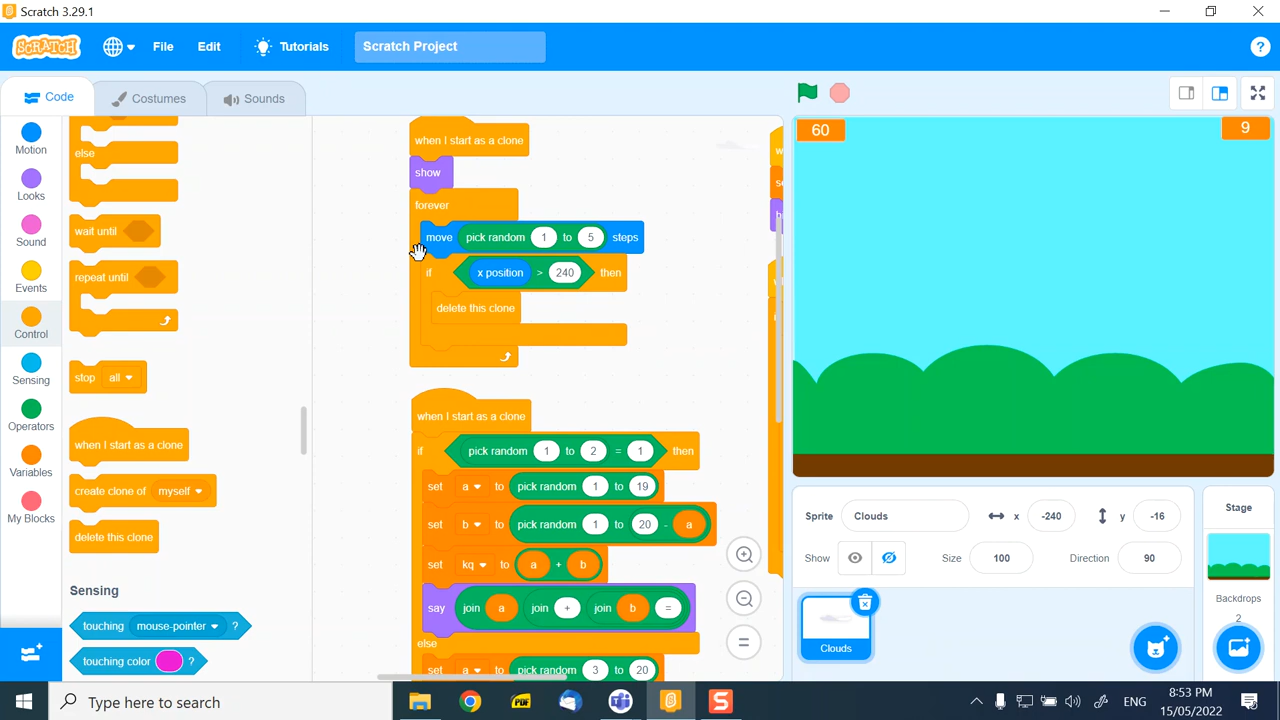 Scratch 3.29.1
SCRATCH File Edit Tutorials Scratch Project ?
Code Costumes Sounds
Motion
Looks
Sound
Events
Control
Sensing
Operators
Variables
My Blocks
else
wait until
repeat until
stop all
when I start as a clone
create clone of myself
delete this clone
Sensing
touching mouse-pointer ?
touching color ?
when I start as a clone
show
forever
move pick random 1 to 5 steps
if x position > 240 then
delete this clone
when I start as a clone
if pick random 1 to 2 = 1 then
set a to pick random 1 to 19
set b to pick random 1 to 20 - a
set kq to a + b
say join a join + join b =
else
set a to pick random 3 to 20
60 9
Sprite Clouds x -240 y -16
Show Size 100 Direction 90
Clouds
Stage
Backdrops
2
Type here to search
PDF
S
ENG
8:53 PM
15/05/2022